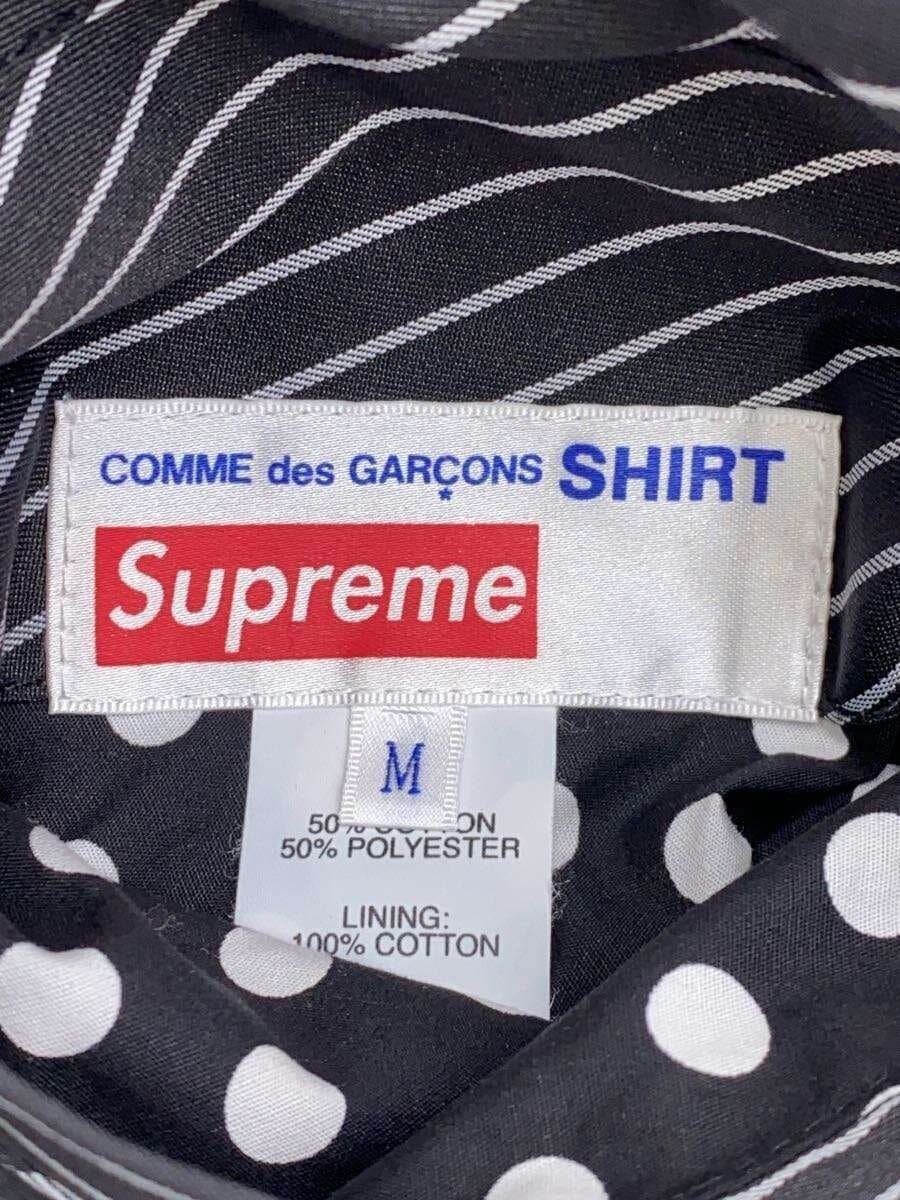 COMME des GARÇONS SHIRT
Supreme
M
50% COTTON
50% POLYESTER
LINING:
100% COTTON